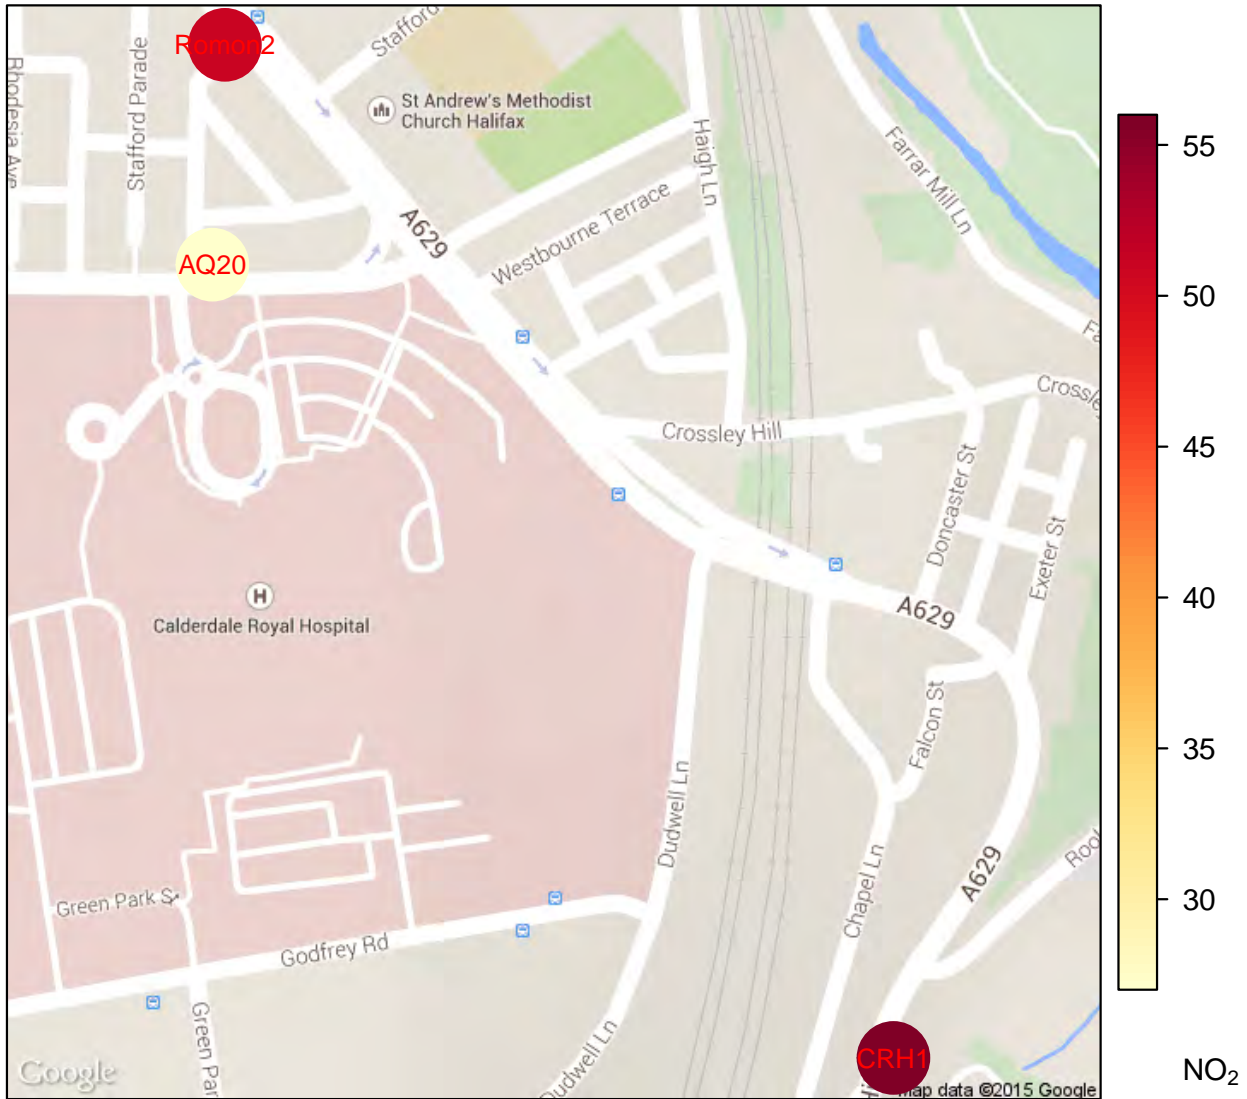 Romon2
Stafford
Stafford Parade
Rhodesia Ave
St Andrew's Methodist
Church Halifax
Haigh Ln
Farrar Mill Ln
A629
Westbourne Terrace
AQ20
Crossley Hill
Doncaster St
Exeter St
H
Calderdale Royal Hospital
A629
Falcon St
Dudwell Ln
Chapel Ln
A629
Green Park S
Godfrey Rd
Green Par
Dudwell Ln
CRH1
Google
Map data ©2015 Google
55
50
45
40
35
30
NO₂